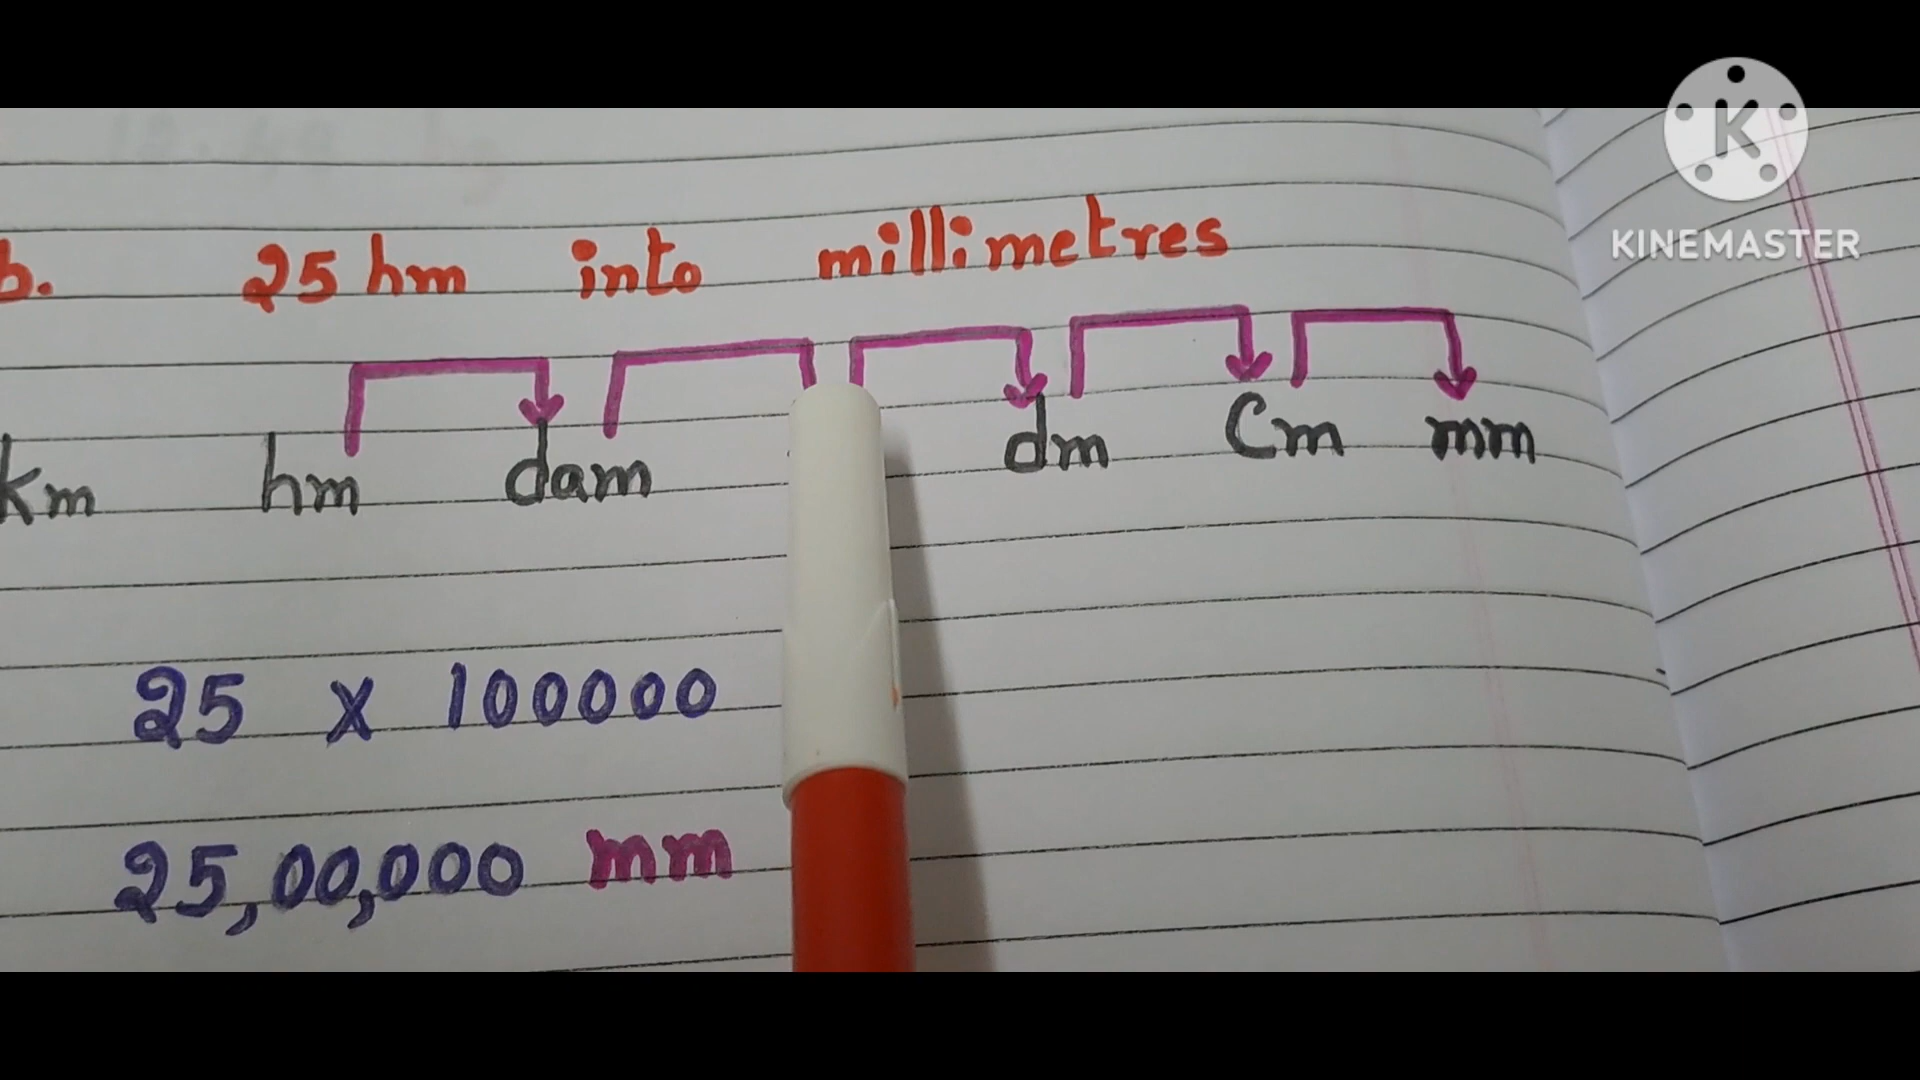 KINEMASTER
b. 25 hm into millimetres
km hm dam dm Cm mm
25 x 100000
25,00,000 mm